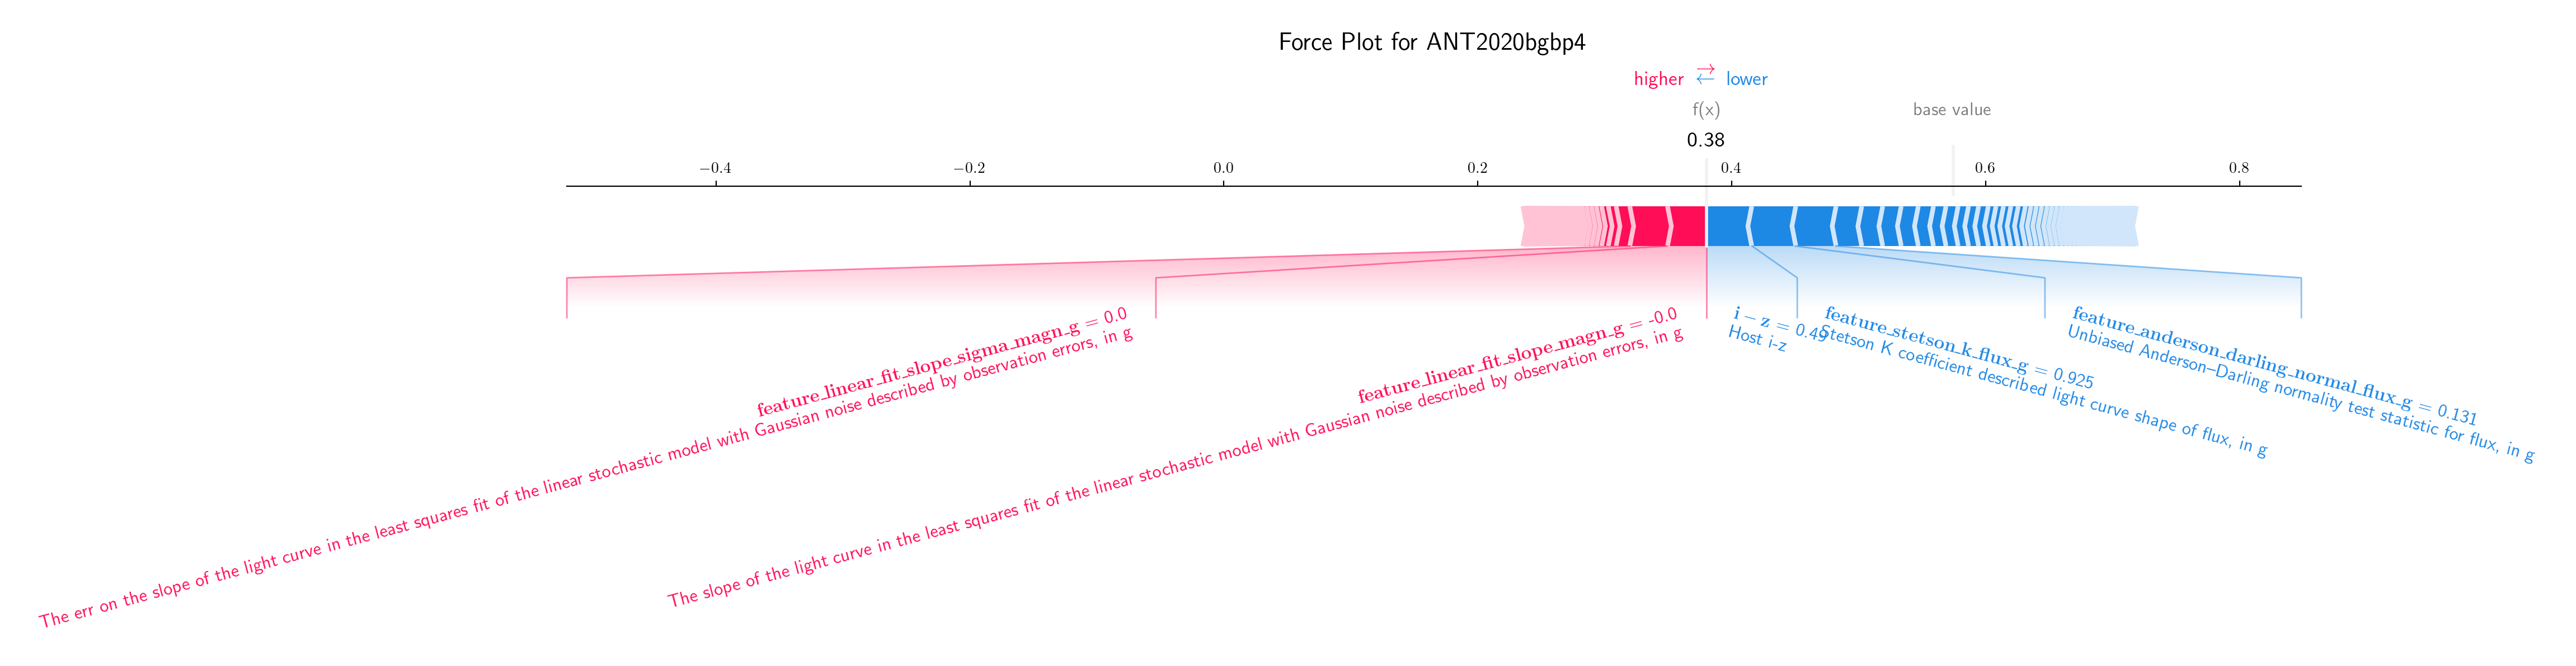 Force Plot for ANT2020bgbp4
higher → ← lower
f(x)
base value
0.38
−0.4
−0.2
0.0
0.2
0.4
0.6
0.8
feature_linear_fit_slope_sigma_magn_g = 0.0
The err on the slope of the light curve in the least squares fit of the linear stochastic model with Gaussian noise described by observation errors, in g
feature_linear_fit_slope_magn_g = -0.0
The slope of the light curve in the least squares fit of the linear stochastic model with Gaussian noise described by observation errors, in g
i − z = 0.49
Host i-z
feature_stetson_k_flux_g = 0.925
Stetson K coefficient described light curve shape of flux, in g
feature_anderson_darling_normal_flux_g = 0.131
Unbiased Anderson–Darling normality test statistic for flux, in g